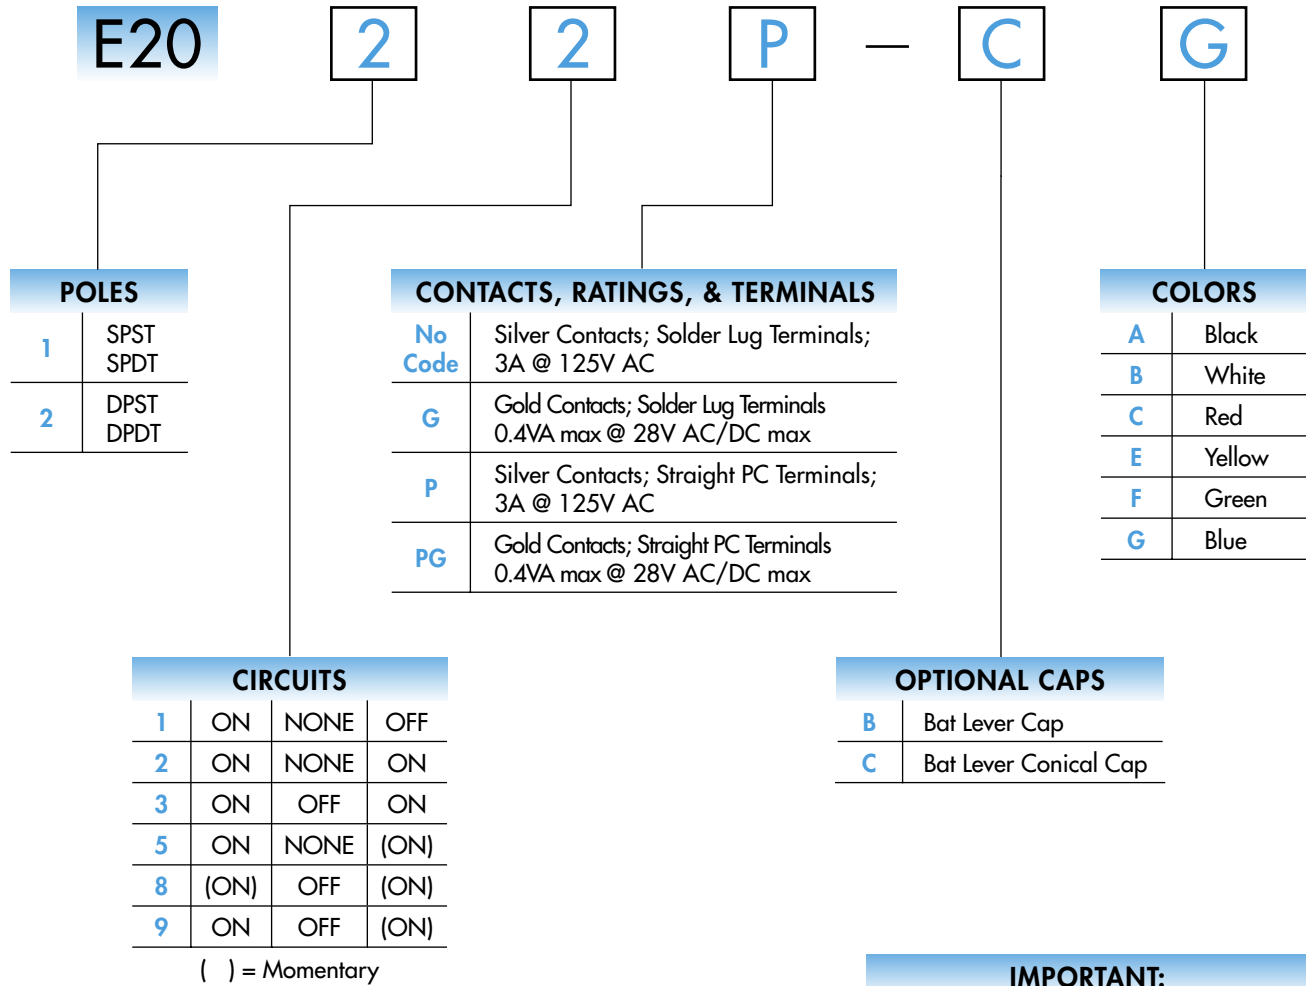 E20 2 2 P — C G
POLES
1 SPST
SPDT
2 DPST
DPDT
CONTACTS, RATINGS, & TERMINALS
No Code Silver Contacts; Solder Lug Terminals;
3A @ 125V AC
G Gold Contacts; Solder Lug Terminals
0.4VA max @ 28V AC/DC max
P Silver Contacts; Straight PC Terminals;
3A @ 125V AC
PG Gold Contacts; Straight PC Terminals
0.4VA max @ 28V AC/DC max
COLORS
A Black
B White
C Red
E Yellow
F Green
G Blue
CIRCUITS
1 ON NONE OFF
2 ON NONE ON
3 ON OFF ON
5 ON NONE (ON)
8 (ON) OFF (ON)
9 ON OFF (ON)
( ) = Momentary
OPTIONAL CAPS
B Bat Lever Cap
C Bat Lever Conical Cap
IMPORTANT: